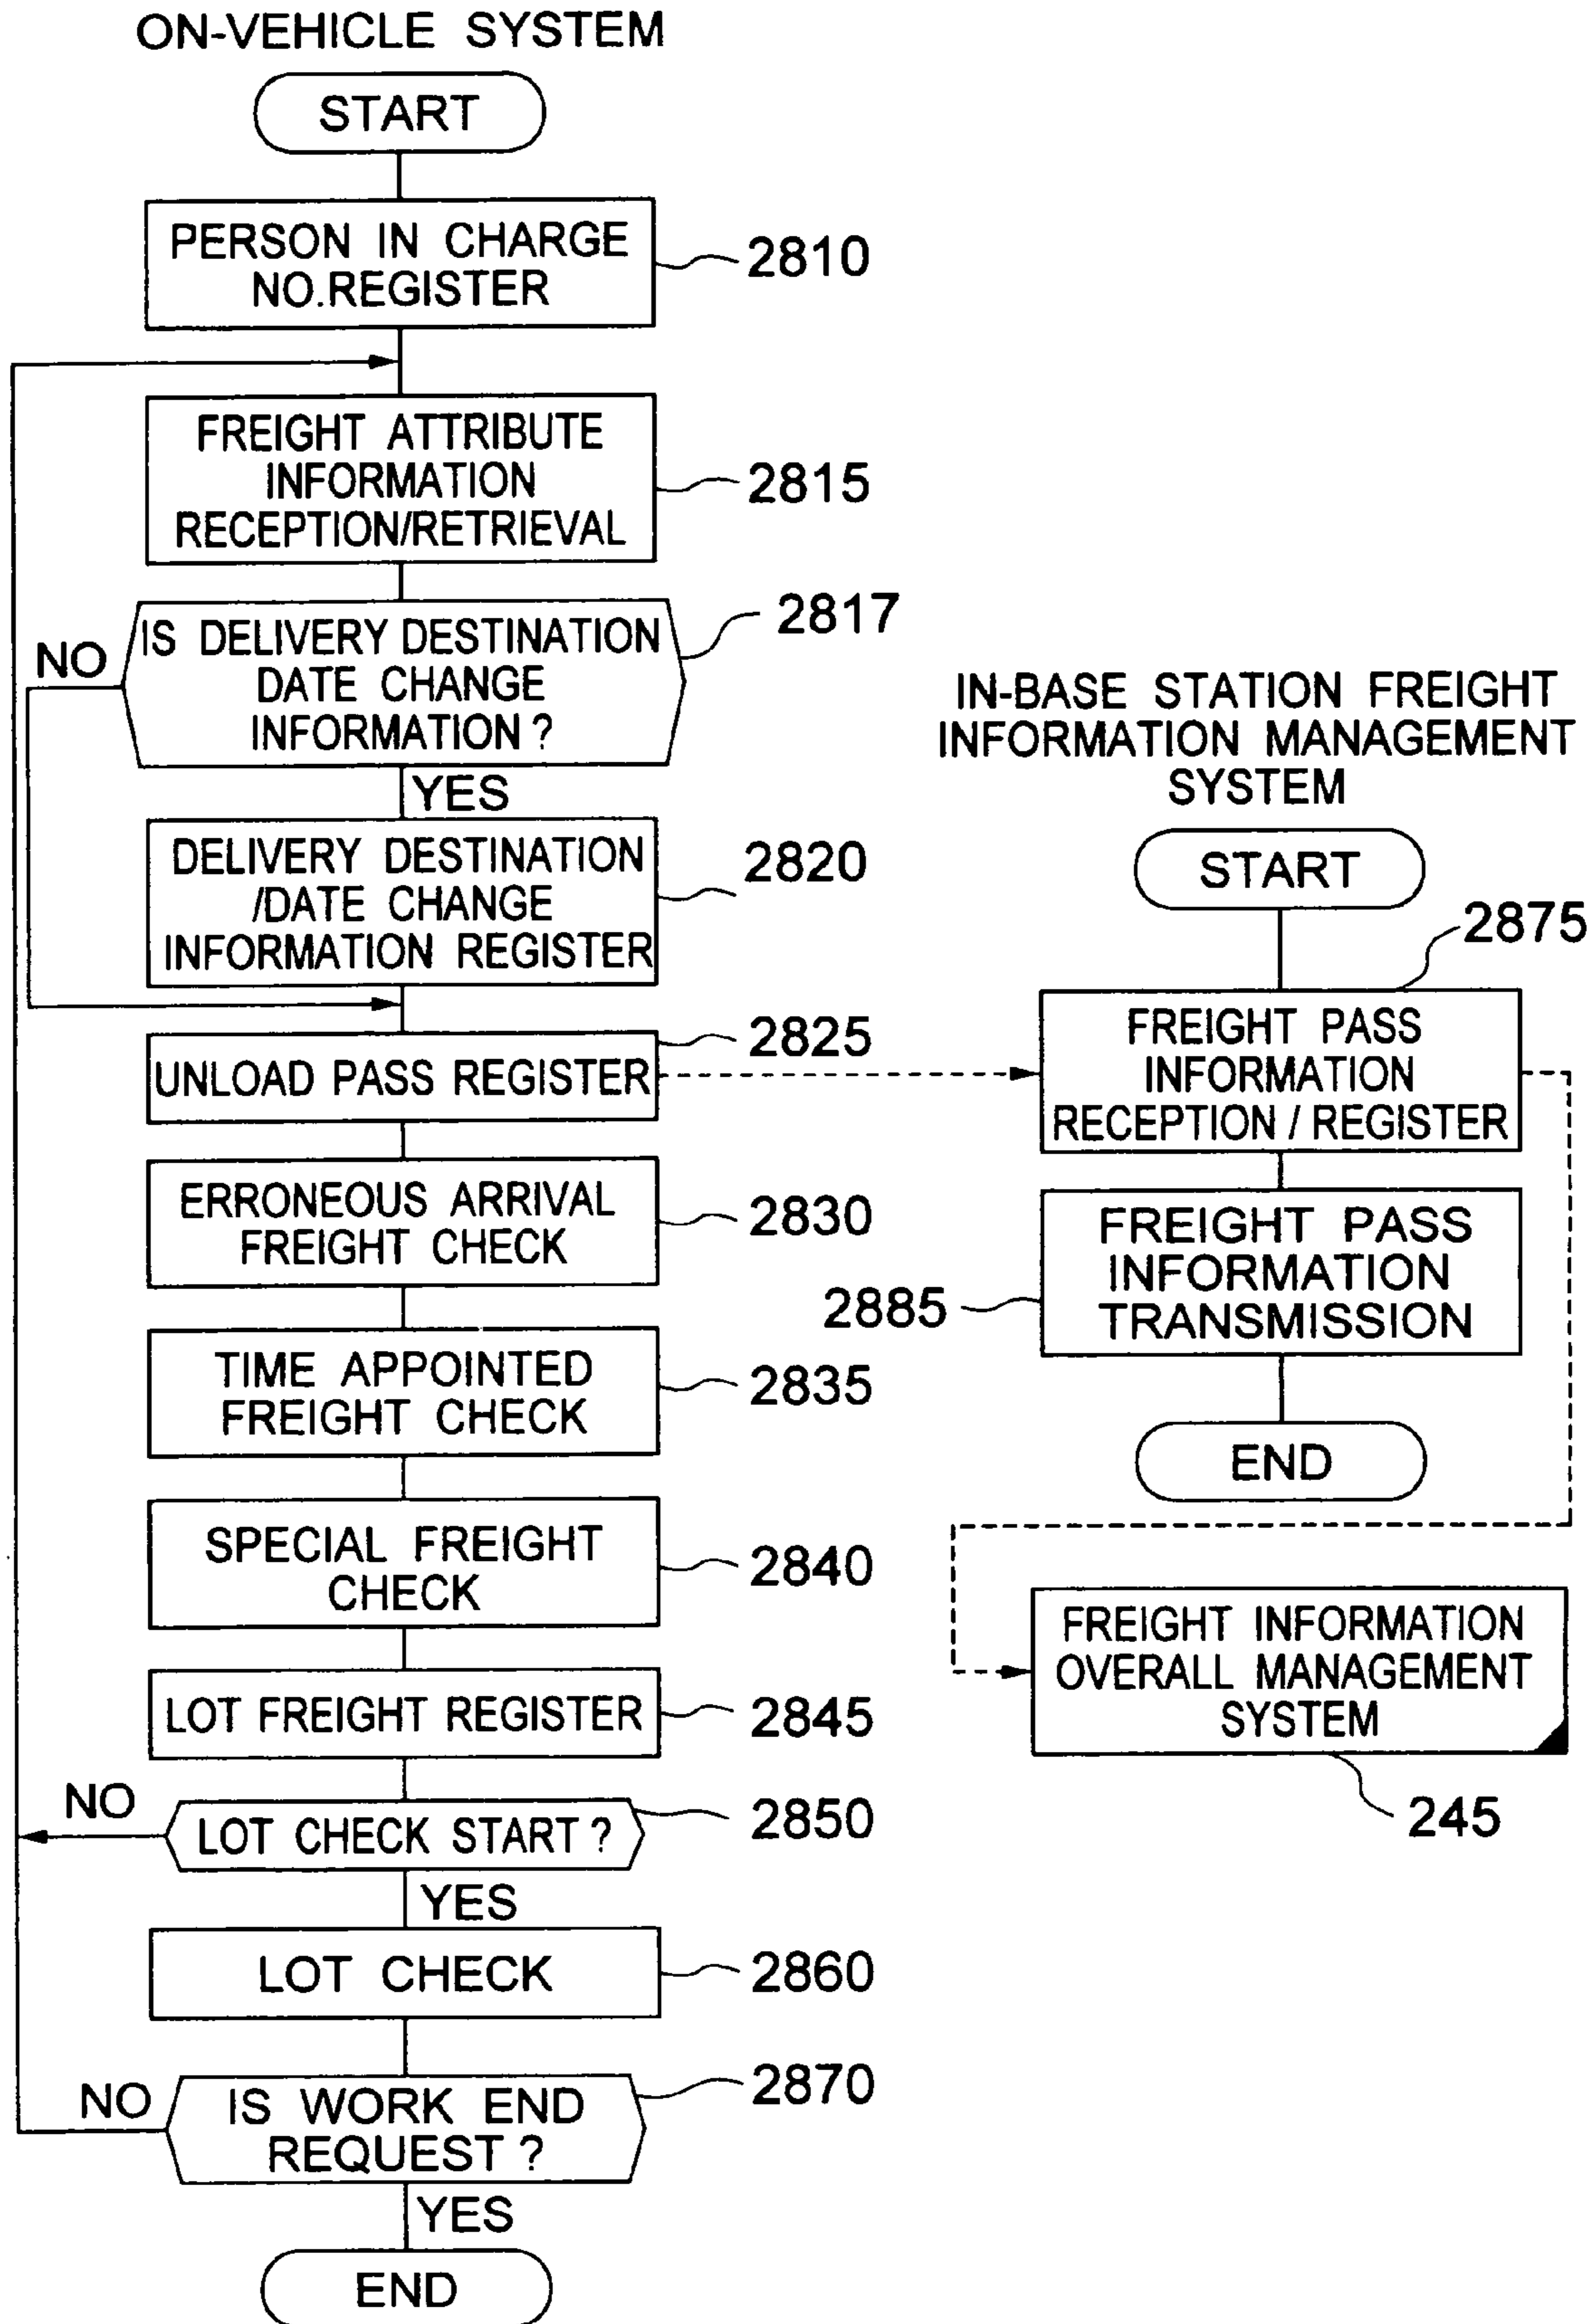 ON-VEHICLE SYSTEM
START
PERSON IN CHARGE
NO.REGISTER
2810
FREIGHT ATTRIBUTE
INFORMATION
RECEPTION/RETRIEVAL
2815
IS DELIVERY DESTINATION
DATE CHANGE
INFORMATION ?
2817
NO
YES
DELIVERY DESTINATION
/DATE CHANGE
INFORMATION REGISTER
2820
UNLOAD PASS REGISTER
2825
ERRONEOUS ARRIVAL
FREIGHT CHECK
2830
TIME APPOINTED
FREIGHT CHECK
2835
SPECIAL FREIGHT
CHECK
2840
LOT FREIGHT REGISTER
2845
NO
LOT CHECK START ?
2850
YES
LOT CHECK
2860
NO
IS WORK END
REQUEST ?
2870
YES
END
IN-BASE STATION FREIGHT
INFORMATION MANAGEMENT
SYSTEM
START
2875
FREIGHT PASS
INFORMATION
RECEPTION / REGISTER
FREIGHT PASS
INFORMATION
TRANSMISSION
2885
END
FREIGHT INFORMATION
OVERALL MANAGEMENT
SYSTEM
245